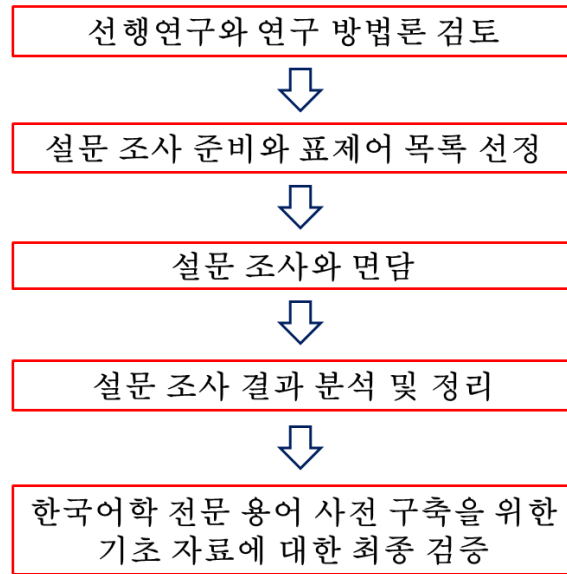 선행연구와 연구 방법론 검토
설문 조사 준비와 표제어 목록 선정
설문 조사와 면담
설문 조사 결과 분석 및 정리
한국어학 전문 용어 사전 구축을 위한
기초 자료에 대한 최종 검증